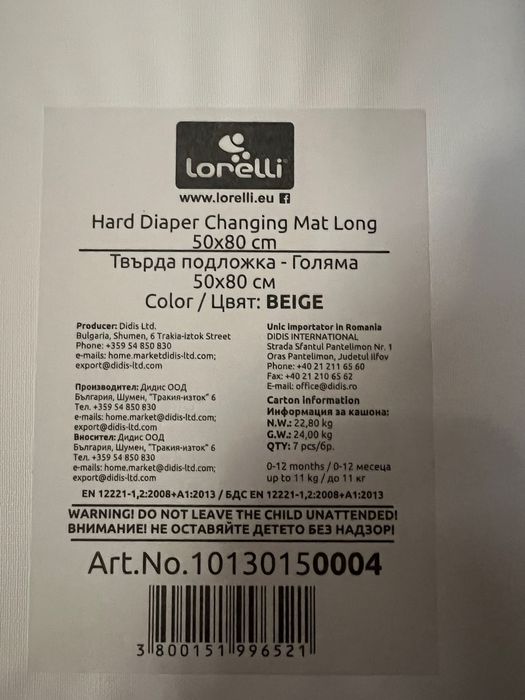 lorelli
www.lorelli.eu
Hard Diaper Changing Mat Long
50x80 cm
Твърда подложка - Голяма
50x80 см
Color / Цвят: BEIGE
Producer: Didis Ltd.
Bulgaria, Shumen, 6 Trakia-Iztok Street
Phone: +359 54 850 830
e-mails: home.marketdidis-ltd.com;
export@didis-ltd.com
Производител: Дидис ООД
България, Шумен, "Тракия-изток" 6
Тел. +359 54 850 830
e-mails: home.market@didis-ltd.com;
export@didis-ltd.com
Вносител: Дидис ООД
България, Шумен, "Тракия-изток" 6
Тел. +359 54 850 830
e-mails: home.market@didis-ltd.com;
export@didis-ltd.com
Unic importator in Romania
DIDIS INTERNATIONAL
Strada Sfantul Pantelimon Nr. 1
Oras Pantelimon, Judetul Ilfov
Phone: +40 21 211 65 60
Fax: +40 21 210 65 62
E-mail: office@didis.ro
Carton Information
Информация за кашона:
N.W.: 22,80 kg
G.W.: 24,00 kg
QTY: 7 pcs/бр.
0-12 months / 0-12 месеца
up to 11 kg / до 11 кг
EN 12221-1,2:2008+A1:2013 / БДС EN 12221-1,2:2008+A1:2013
WARNING! DO NOT LEAVE THE CHILD UNATTENDED!
ВНИМАНИЕ! НЕ ОСТАВЯЙТЕ ДЕТЕТО БЕЗ НАДЗОР!
Art.No.10130150004
3 800151 996521